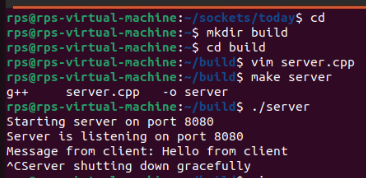 rps@rps-virtual-machine:~/sockets/today$ cd
rps@rps-virtual-machine:~$ mkdir build
rps@rps-virtual-machine:~$ cd build
rps@rps-virtual-machine:~/build$ vim server.cpp
rps@rps-virtual-machine:~/build$ make server
g++     server.cpp   -o server
rps@rps-virtual-machine:~/build$ ./server
Starting server on port 8080
Server is listening on port 8080
Message from client: Hello from client
^CServer shutting down gracefully